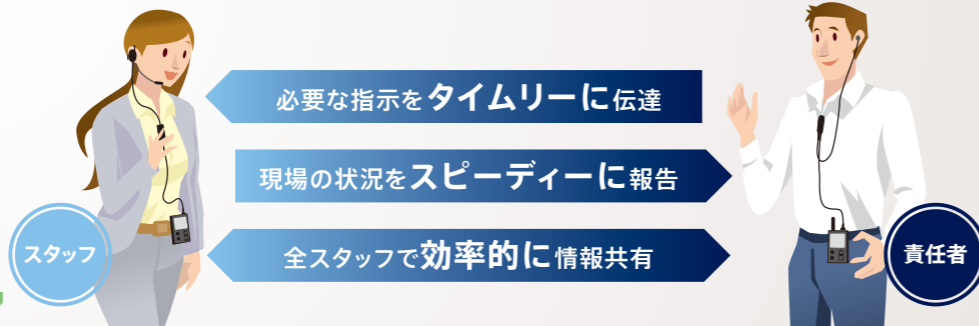 必要な指示をタイムリーに伝達
現場の状況をスピーディーに報告
スタッフ
全スタッフで効率的に情報共有
責任者